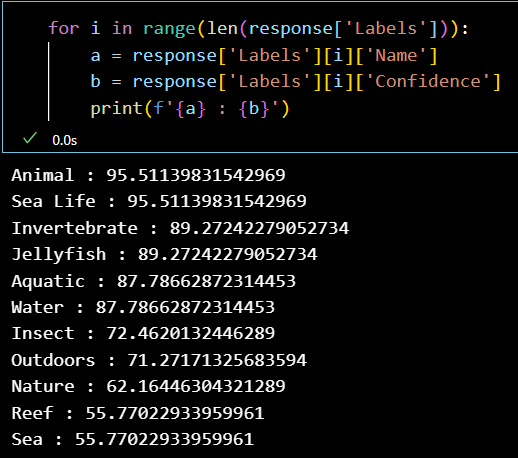 for i in range(len(response['Labels'])):
    a = response['Labels'][i]['Name']
    b = response['Labels'][i]['Confidence']
    print(f'{a} : {b}')
✓ 0.0s
Animal : 95.51139831542969
Sea Life : 95.51139831542969
Invertebrate : 89.27242279052734
Jellyfish : 89.27242279052734
Aquatic : 87.78662872314453
Water : 87.78662872314453
Insect : 72.4620132446289
Outdoors : 71.27171325683594
Nature : 62.16446304321289
Reef : 55.77022933959961
Sea : 55.77022933959961